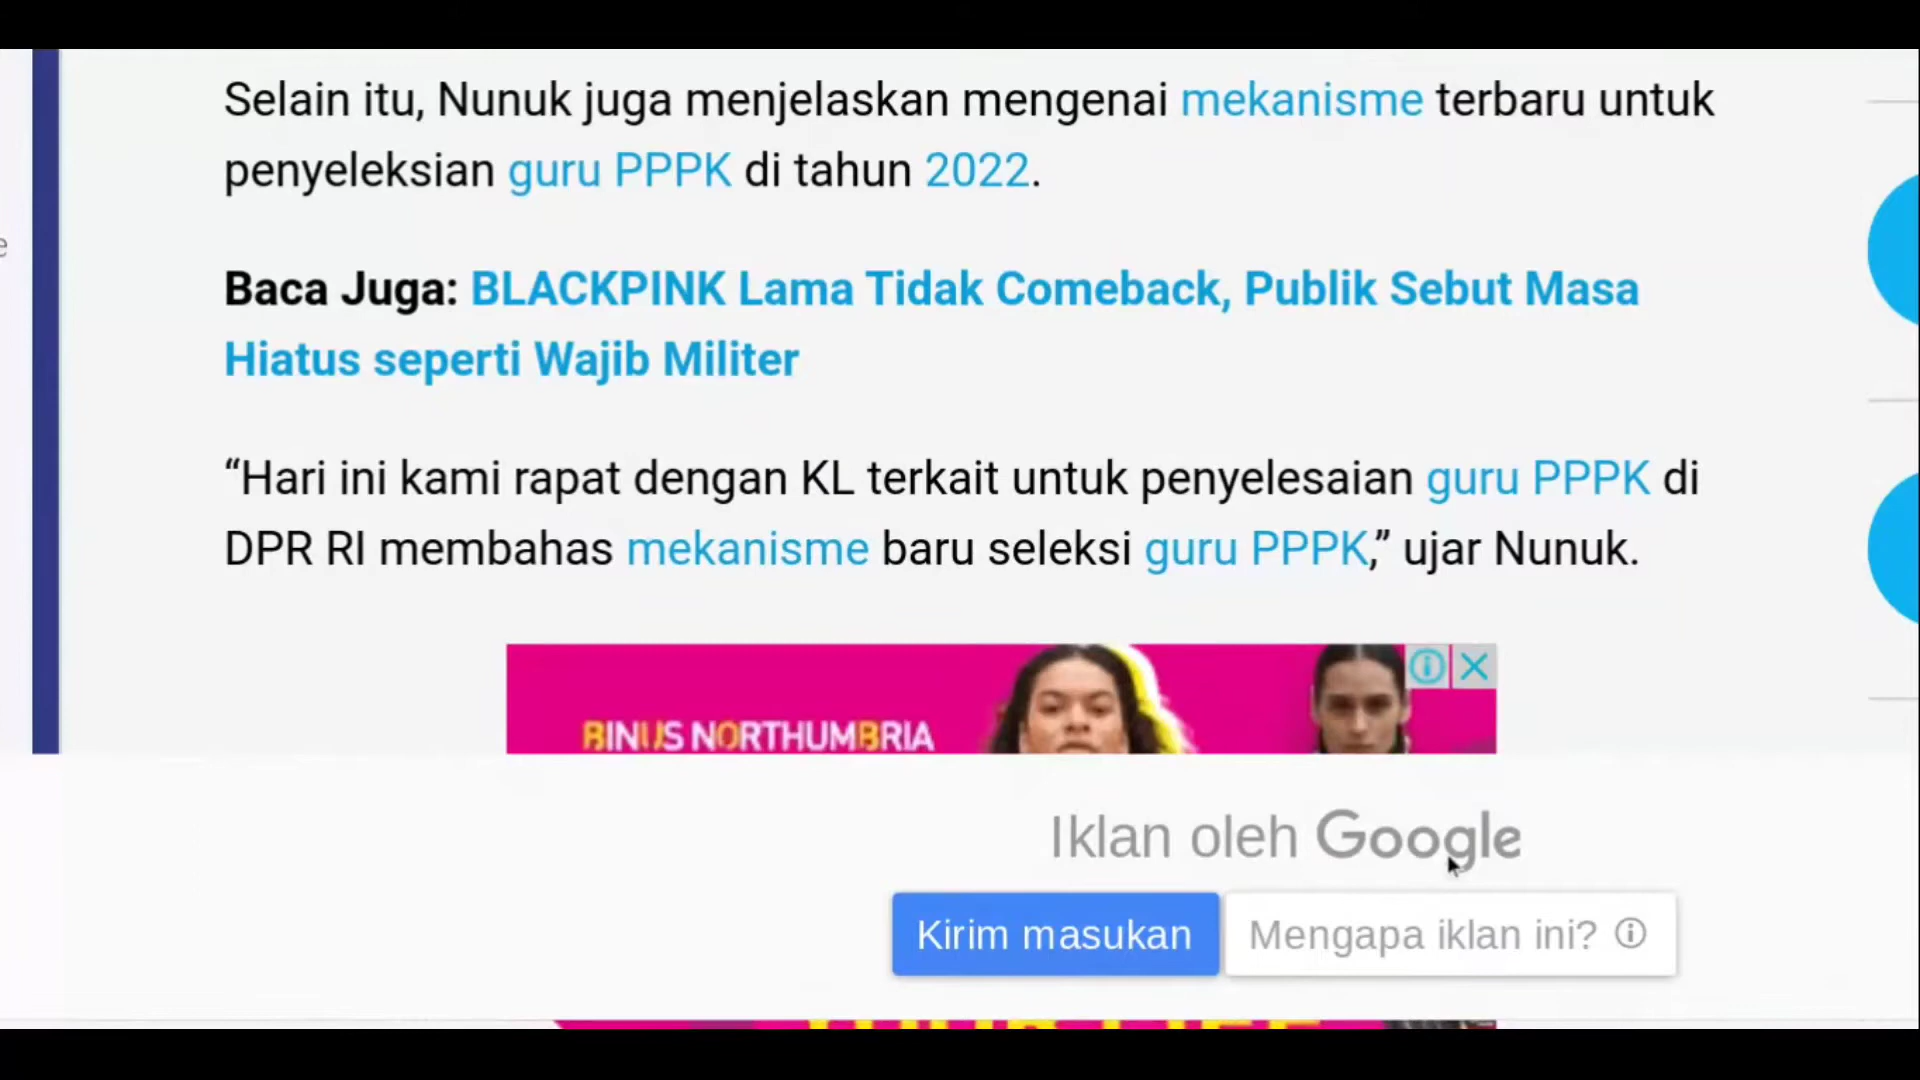 Selain itu, Nunuk juga menjelaskan mengenai mekanisme terbaru untuk
penyeleksian guru PPPK di tahun 2022.
Baca Juga: BLACKPINK Lama Tidak Comeback, Publik Sebut Masa
Hiatus seperti Wajib Militer
“Hari ini kami rapat dengan KL terkait untuk penyelesaian guru PPPK di
DPR RI membahas mekanisme baru seleksi guru PPPK,” ujar Nunuk.
BINUS NORTHUMBRIA
Iklan oleh Google
Kirim masukan
Mengapa iklan ini?